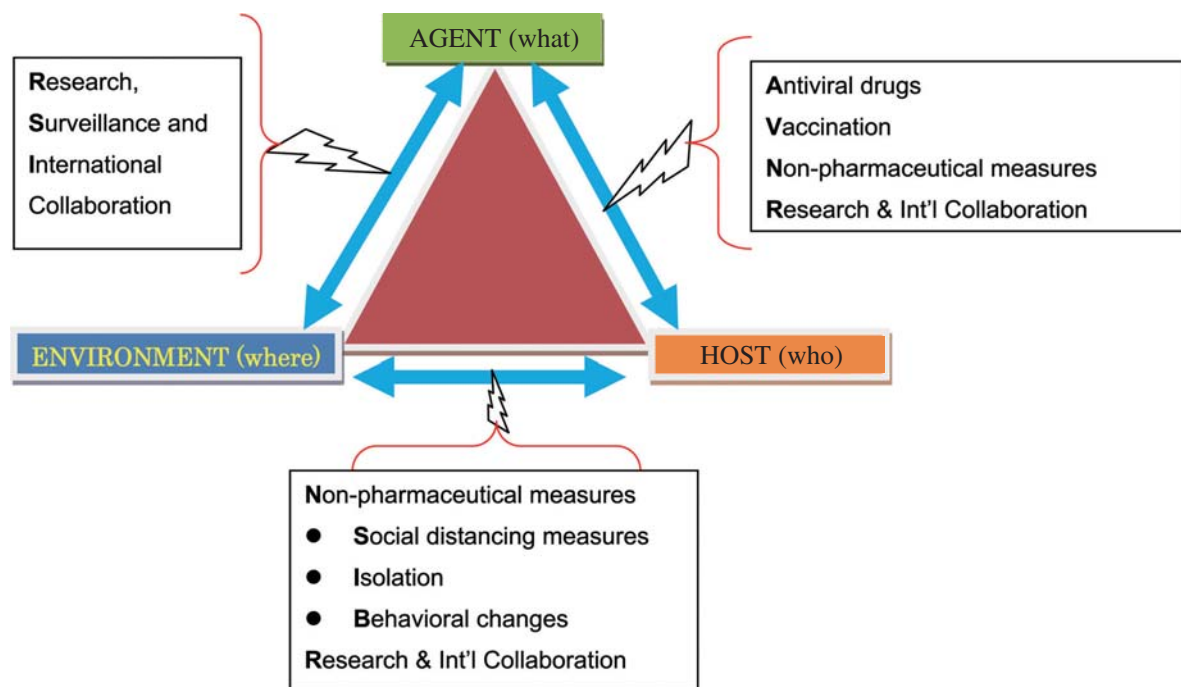 AGENT (what)
Research,
Surveillance and
International
Collaboration
Antiviral drugs
Vaccination
Non-pharmaceutical measures
Research & Int'l Collaboration
ENVIRONMENT (where)
HOST (who)
Non-pharmaceutical measures
● Social distancing measures
● Isolation
● Behavioral changes
Research & Int'l Collaboration